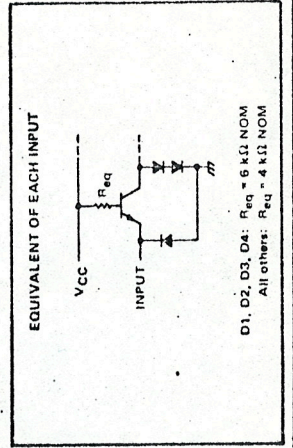 EQUIVALENT OF EACH INPUT
VCC
Req
INPUT
D1, D2, D3, D4: Req = 6 kΩ NOM
All others: Req = 4 kΩ NOM